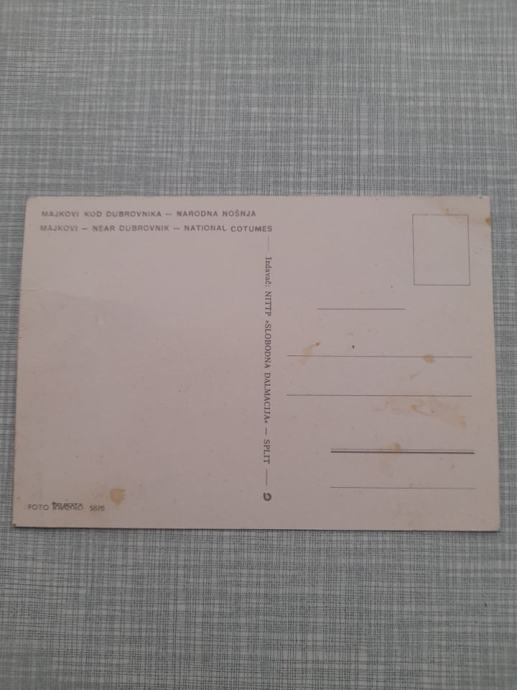 MAJKOVI KOD DUBROVNIKA — NARODNA NOŠNJA
MAJKOVI — NEAR DUBROVNIK — NATIONAL COTUMES
Izdavač: NITTP »SLOBODNA DALMACIJA« — SPLIT
FOTO